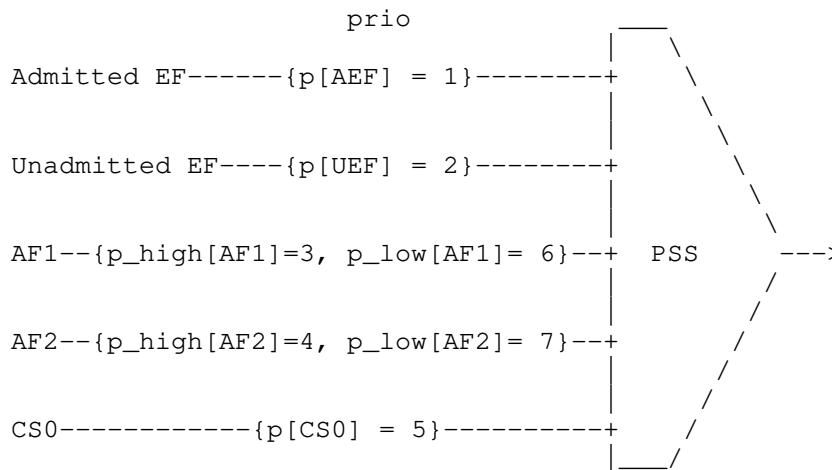 prio
Admitted EF------{p[AEF] = 1}--------+
Unadmitted EF----{p[UEF] = 2}--------+
AF1--{p_high[AF1]=3, p_low[AF1]= 6}--+ PSS --->
AF2--{p_high[AF2]=4, p_low[AF2]= 7}--+
CS0------------{p[CS0] = 5}----------+